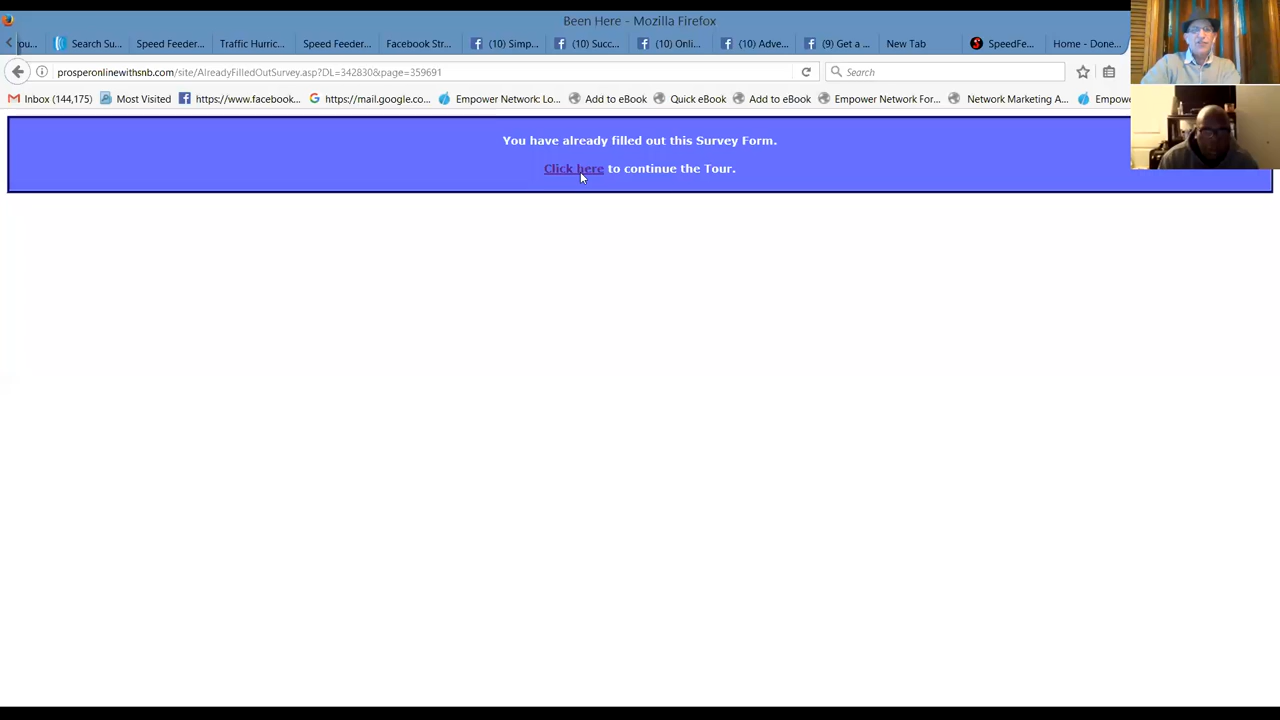 Been Here - Mozilla Firefox
you...
Search Su...
Speed Feeder...
Traffic Hurric...
Speed Feeder...
Facebook Str...
(10) Simp...
(10) Succ...
(10) Onli...
(10) Adve...
(9) Get a ...
New Tab
SpeedFe...
Home - Done...
prosperonlinewithsnb.com/site/AlreadyFilledOutSurvey.asp?DL=342830&page=359691
Search
Inbox (144,175)
Most Visited
https://www.facebook...
https://mail.google.co...
Empower Network: Lo...
Add to eBook
Quick eBook
Add to eBook
Empower Network For...
Network Marketing A...
Empowe
You have already filled out this Survey Form.
Click here to continue the Tour.